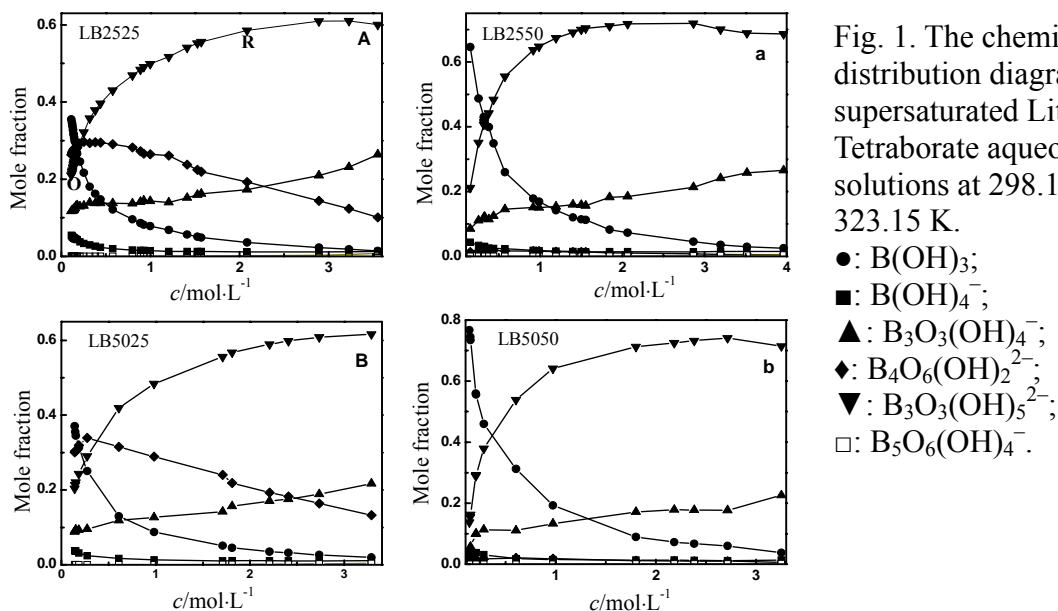 LB2525
A
R
O
0.6
0.3
0.0
0
1
2
3
Mole fraction
c/mol·L⁻¹
LB2550
a
0.8
0.6
0.4
0.2
0.0
1
2
3
4
Mole fraction
c/mol·L⁻¹
LB5025
B
0.6
0.4
0.2
0.0
0
1
2
3
Mole fraction
c/mol·L⁻¹
LB5050
b
0.8
0.6
0.4
0.2
0.0
1
2
3
Mole fraction
c/mol·L⁻¹
Fig. 1. The chemi
distribution diagra
supersaturated Lit
Tetraborate aqueo
solutions at 298.1
323.15 K.
●: B(OH)₃;
■: B(OH)₄⁻;
▲: B₃O₃(OH)₄⁻;
♦: B₄O₆(OH)₂²⁻;
▼: B₃O₃(OH)₅²⁻;
□: B₅O₆(OH)₄⁻.